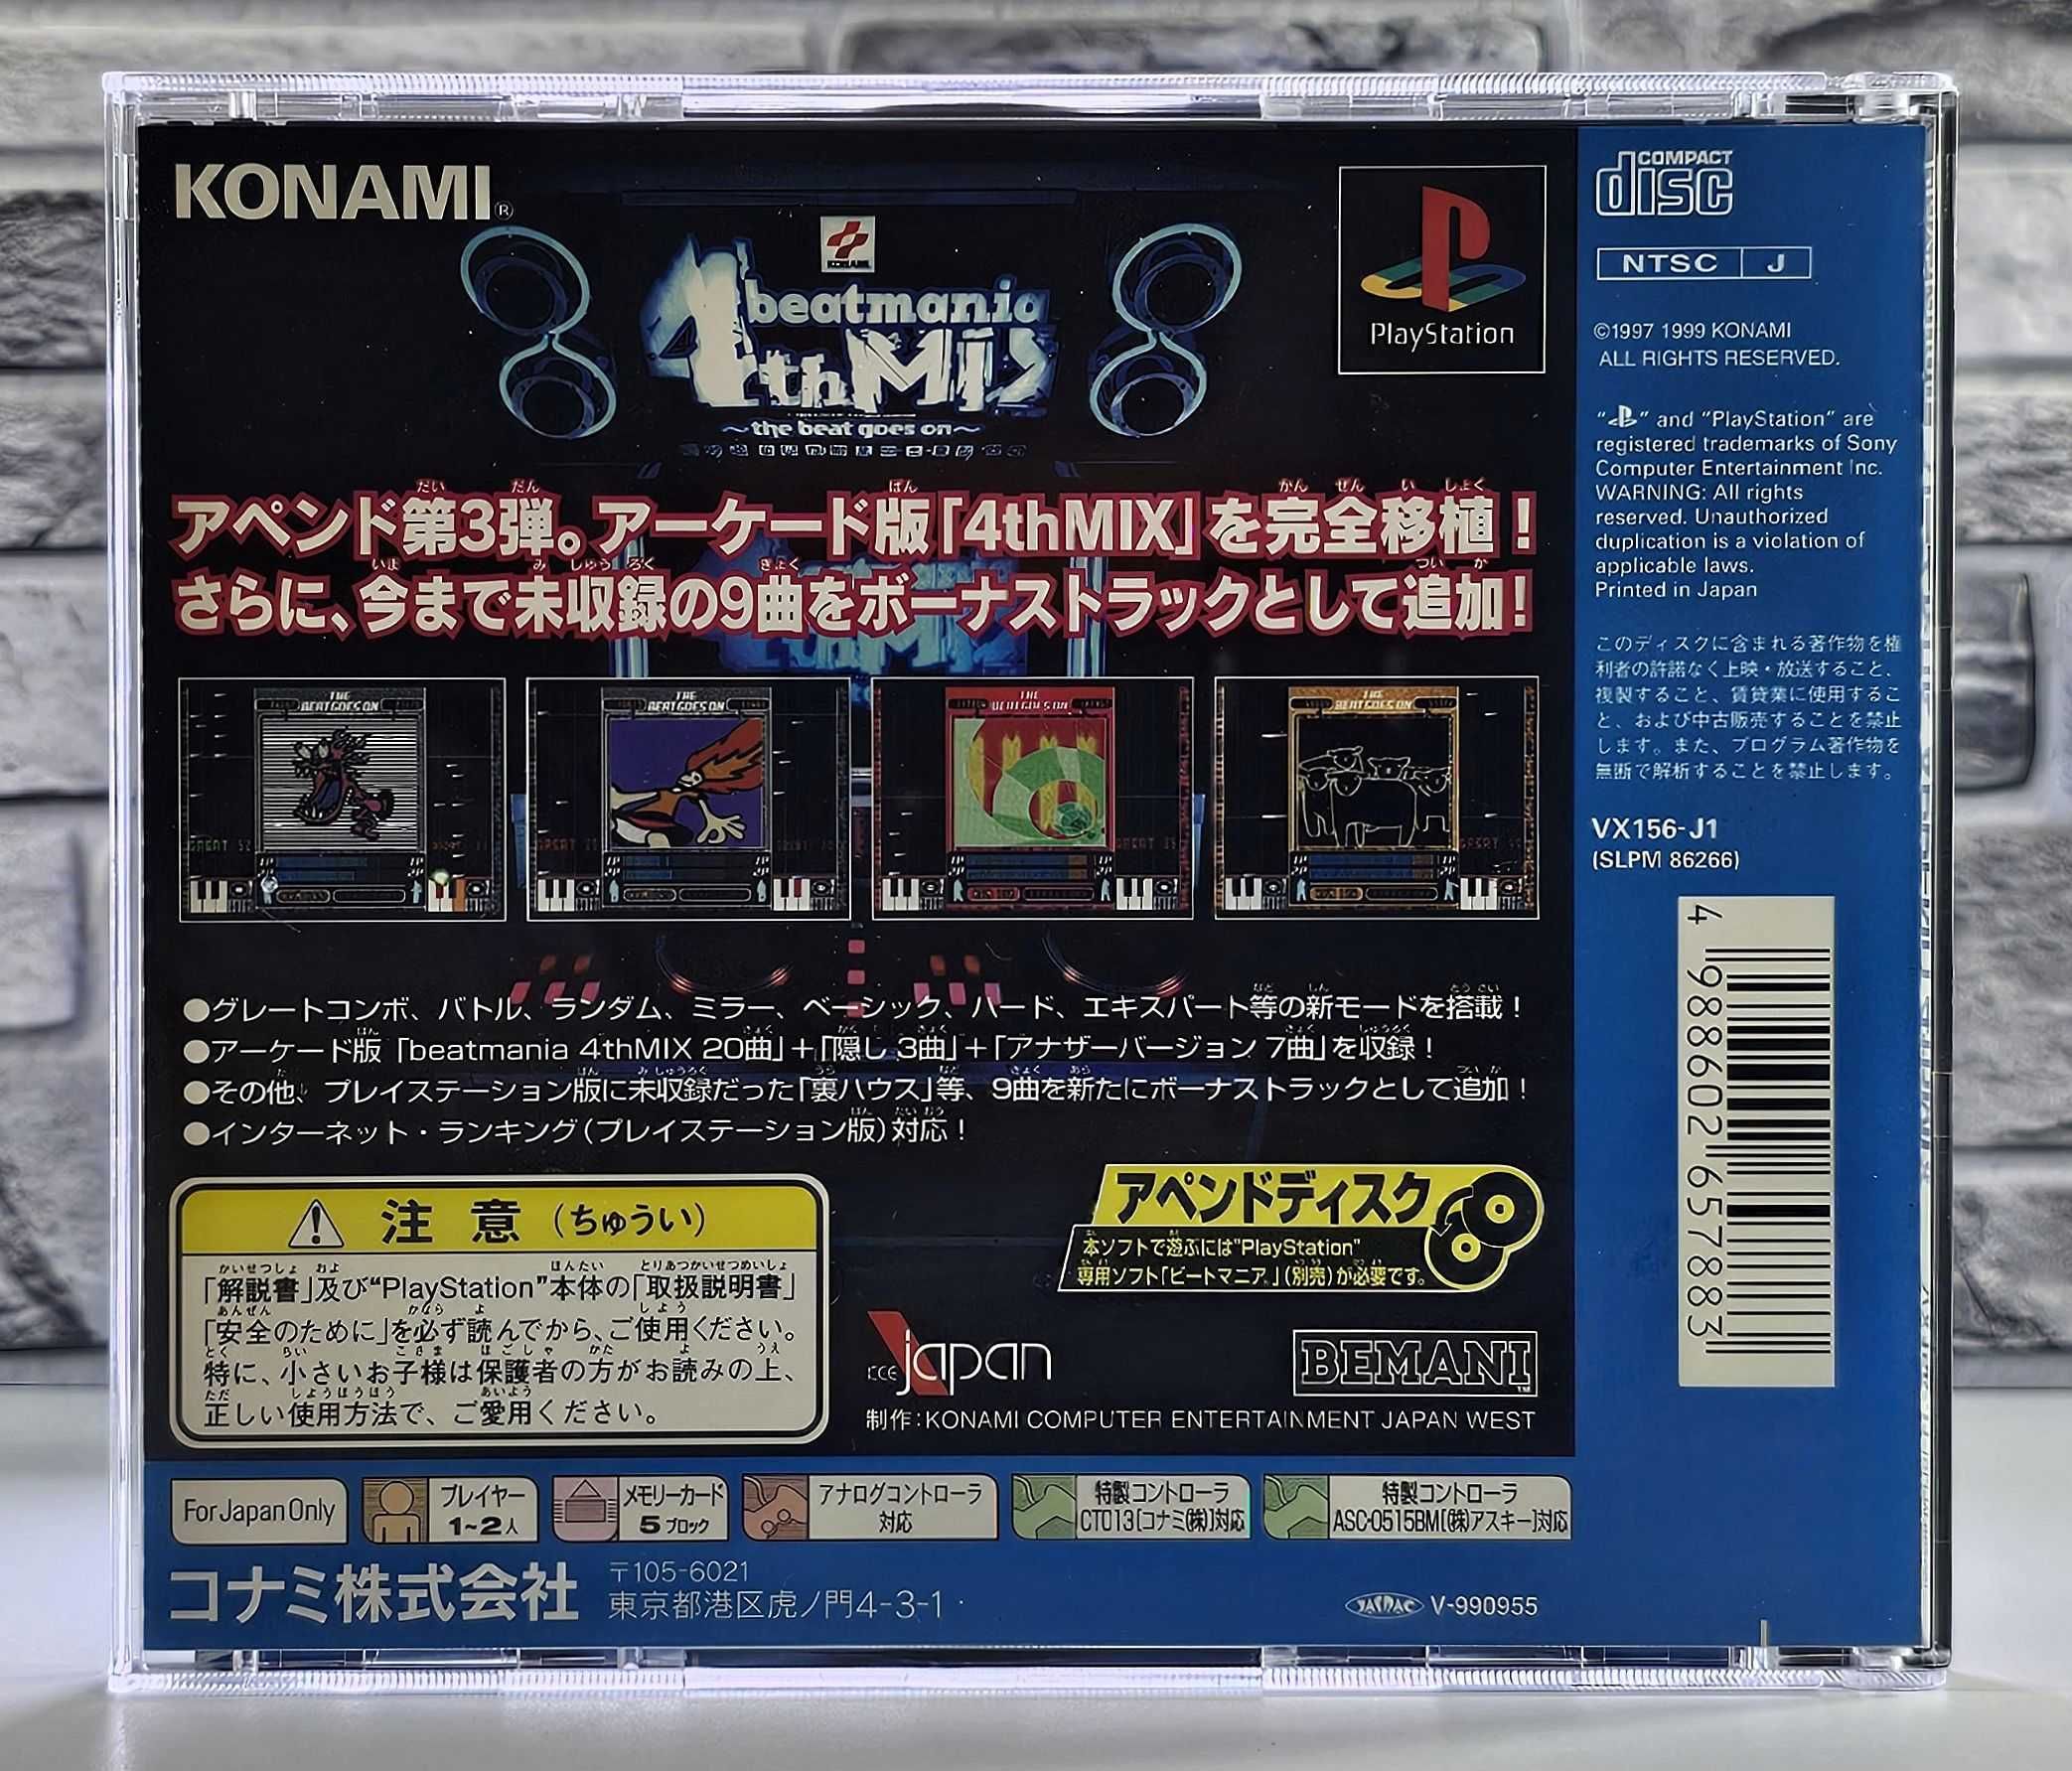 KONAMI®
KONAMI
beatmania
4thMIX
~the beat goes on~
PlayStation
アペンド第3弾。アーケード版「4thMIX」を完全移植!
さらに、今まで未収録の9曲をボーナストラックとして追加!
THE BEAT GOES ON
THE BEAT GOES ON
THE BEAT GOES ON
THE BEAT GOES ON
●グレートコンボ、バトル、ランダム、ミラー、ベーシック、ハード、エキスパート等の新モードを搭載!
●アーケード版「beatmania 4thMIX 20曲」+「隠し 3曲」+「アナザーバージョン 7曲」を収録!
●その他、プレイステーション版に未収録だった「裏ハウス」等、9曲を新たにボーナストラックとして追加!
●インターネット・ランキング(プレイステーション版)対応!
注意(ちゅうい)
「解説書」及び“PlayStation”本体の「取扱説明書」
「安全のために」を必ず読んでから、ご使用ください。
特に、小さいお子様は保護者の方がお読みの上、
正しい使用方法で、ご愛用ください。
アペンドディスク
本ソフトで遊ぶには"PlayStation"
専用ソフト「ビートマニア」(別売)が必要です。
KCE japan
BEMANI™
制作:KONAMI COMPUTER ENTERTAINMENT JAPAN WEST
For Japan Only
プレイヤー
1~2人
メモリーカード
5ブロック
アナログコントローラ
対応
特製コントローラ
CT013[コナミ(株)]対応
特製コントローラ
ASC-0515BM[(株)アスキー]対応
コナミ株式会社
〒105-6021
東京都港区虎ノ門4-3-1
JASRAC V-990955
COMPACT
disc
NTSC J
©1997 1999 KONAMI
ALL RIGHTS RESERVED.
“PS” and “PlayStation” are
registered trademarks of Sony
Computer Entertainment Inc.
WARNING: All rights
reserved. Unauthorized
duplication is a violation of
applicable laws.
Printed in Japan
このディスクに含まれる著作物を権
利者の許諾なく上映・放送すること、
複製すること、賃貸業に使用するこ
と、および中古販売することを禁止
します。また、プログラム著作物を
無断で解析することを禁止します。
VX156-J1
(SLPM 86266)
4 988602 657883